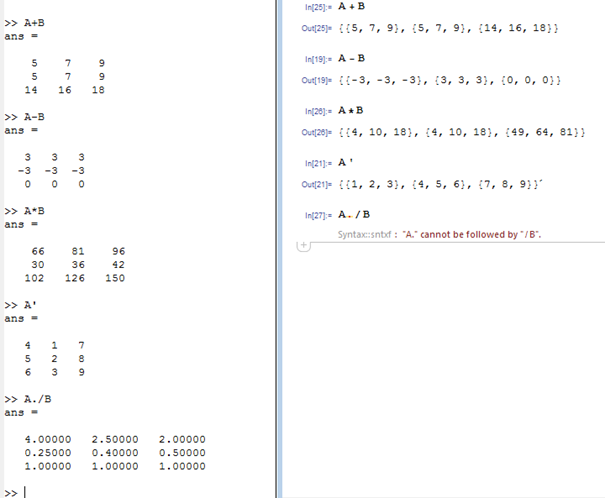 >> A+B
ans =
5 7 9
5 7 9
14 16 18
>> A-B
ans =
3 3 3
-3 -3 -3
0 0 0
>> A*B
ans =
66 81 96
30 36 42
102 126 150
>> A'
ans =
4 1 7
5 2 8
6 3 9
>> A./B
ans =
4.00000 2.50000 2.00000
0.25000 0.40000 0.50000
1.00000 1.00000 1.00000
>>
In[25]:= A + B
Out[25]= {{5, 7, 9}, {5, 7, 9}, {14, 16, 18}}
In[19]:= A - B
Out[19]= {{-3, -3, -3}, {3, 3, 3}, {0, 0, 0}}
In[26]:= A * B
Out[26]= {{4, 10, 18}, {4, 10, 18}, {49, 64, 81}}
In[21]:= A '
Out[21]= {{1, 2, 3}, {4, 5, 6}, {7, 8, 9}}′
In[27]:= A. / B
Syntax::sntxf : "A." cannot be followed by "/B".